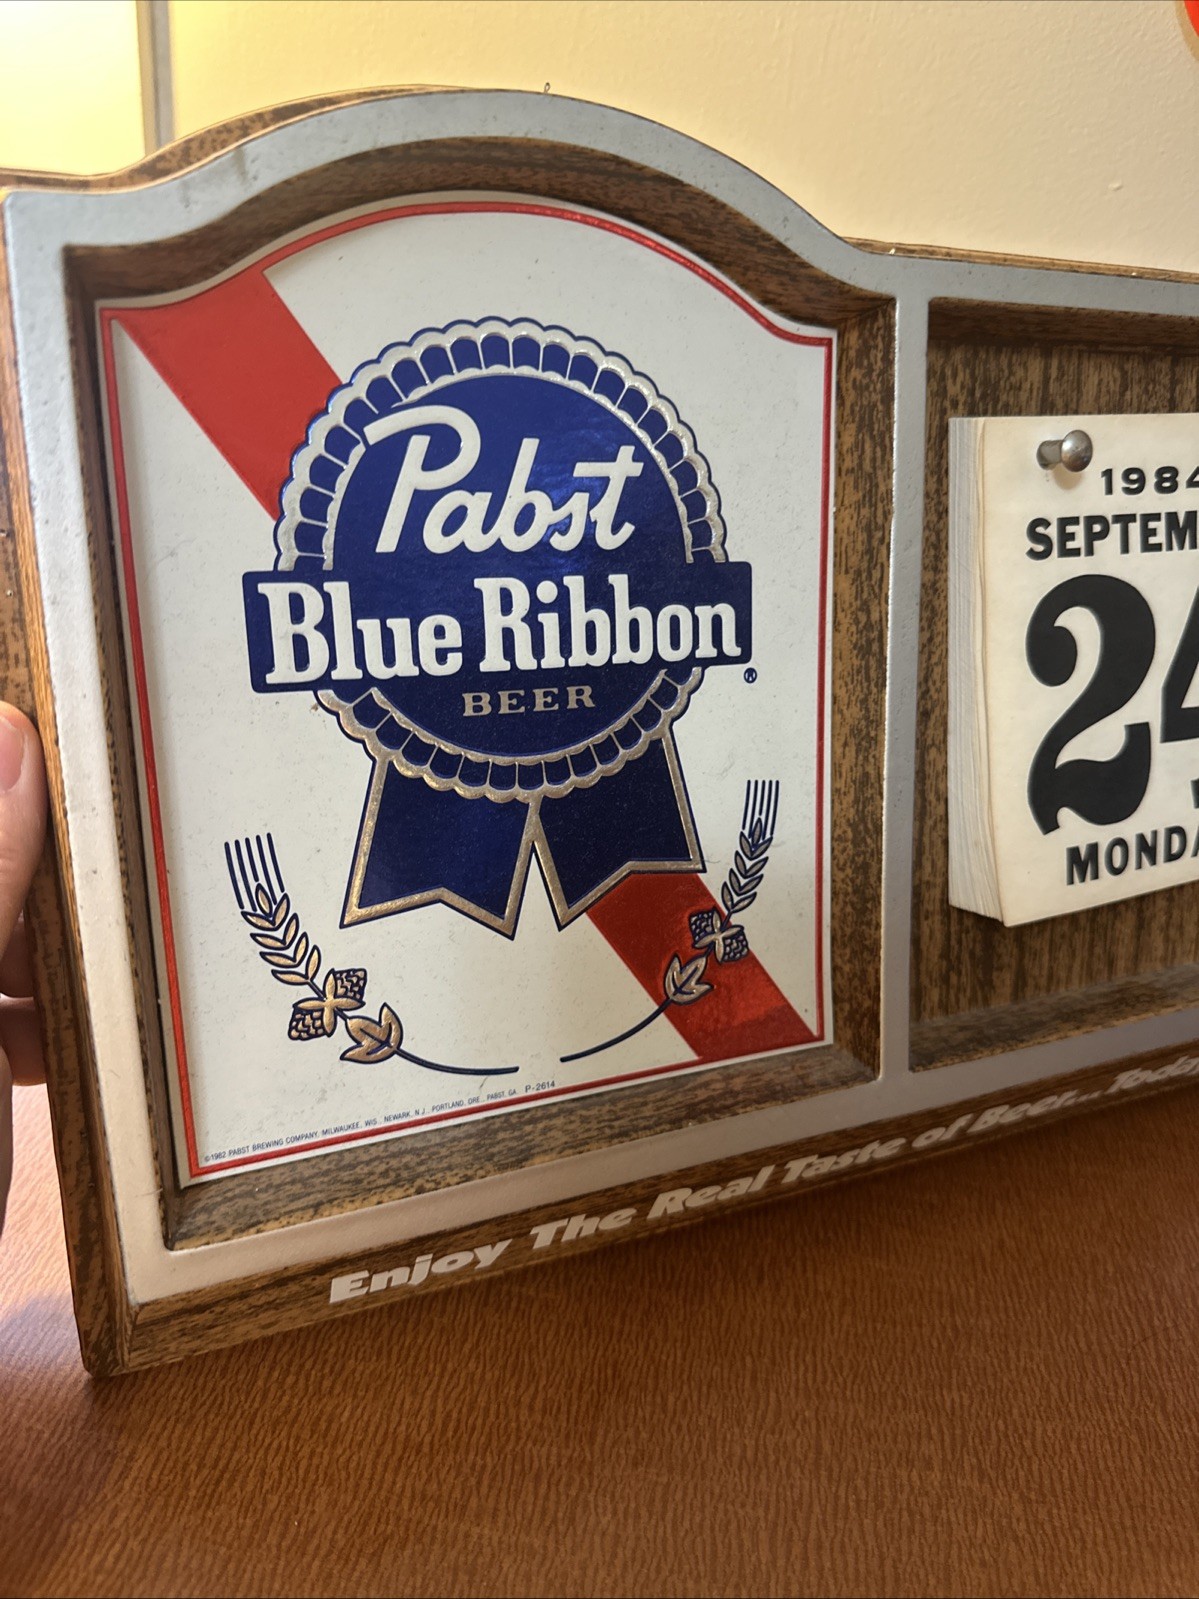 Pabst
Blue Ribbon
®
BEER
©1982 PABST BREWING COMPANY, MILWAUKEE, WIS., NEWARK, N.J., PORTLAND, ORE., PABST, GA. P-2614
1984
SEPTEM
24
MONDA
Enjoy The Real Taste of Beer...Today